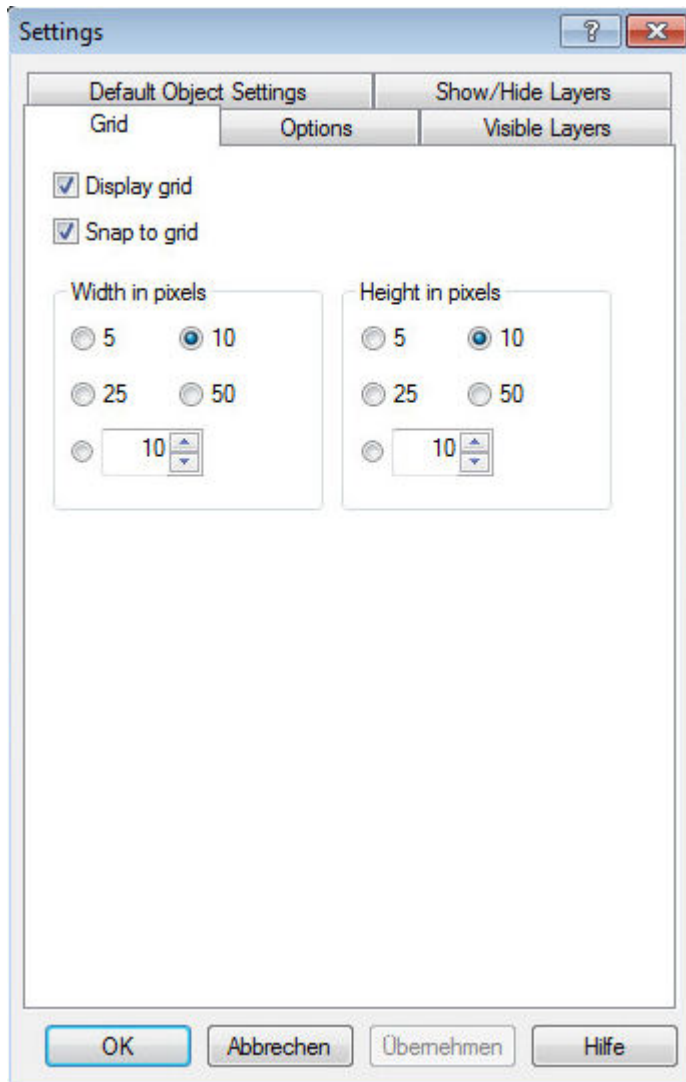 Settings
Default Object Settings Show/Hide Layers
Grid Options Visible Layers
Display grid
Snap to grid
Width in pixels Height in pixels
5 10 5 10
25 50 25 50
10 10
OK Abbrechen Übernehmen Hilfe